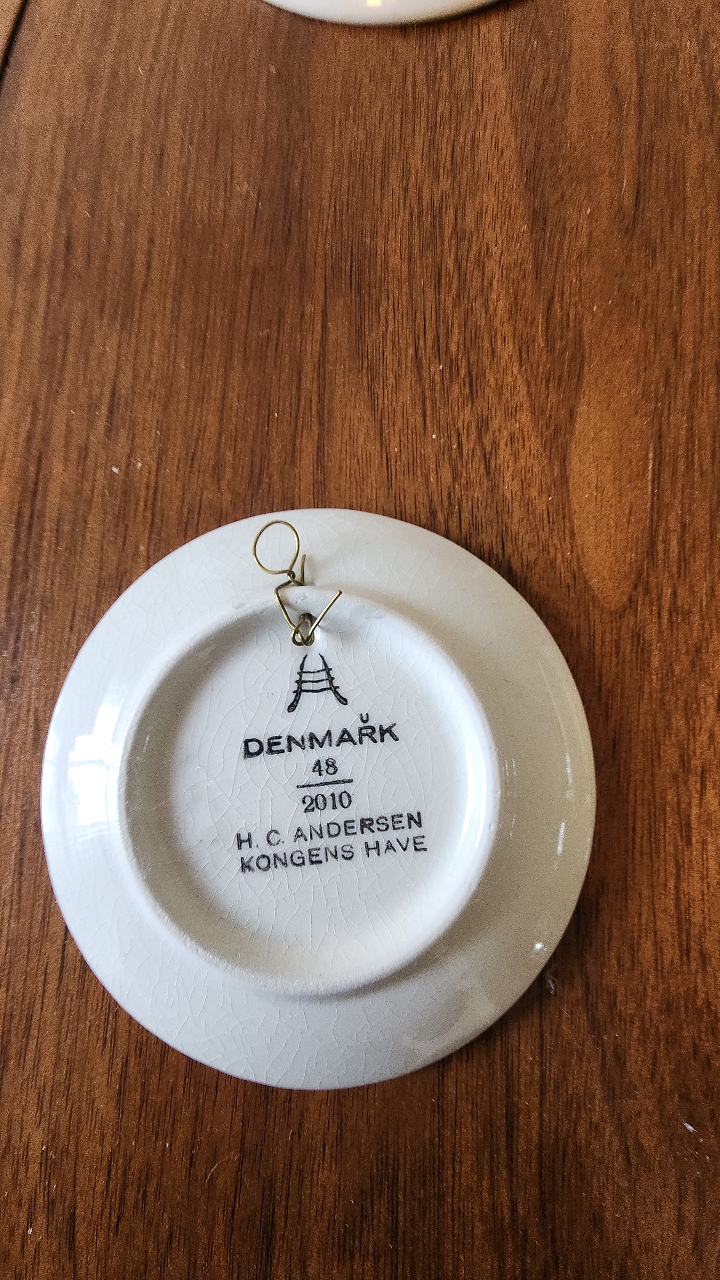 DENMARK
48
2010
H. C. ANDERSEN
KONGENS HAVE